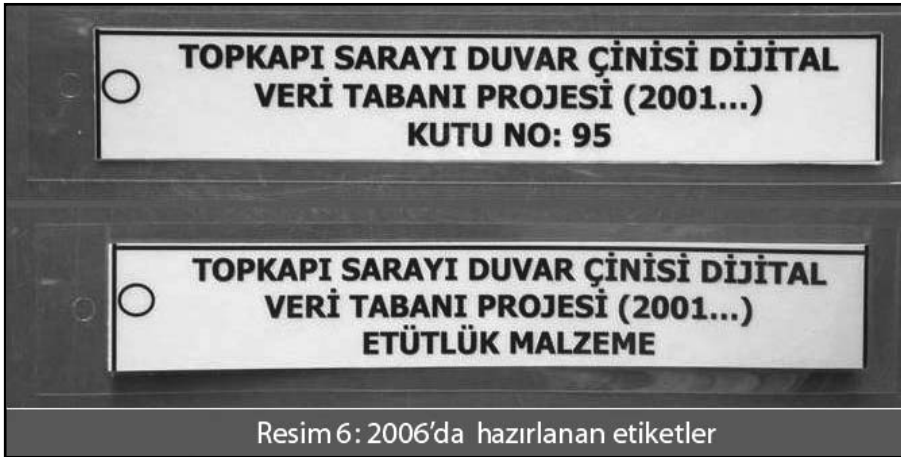 TOPKAPI SARAYI DUVAR ÇİNİSİ DİJİTAL
VERİ TABANI PROJESİ (2001...)
KUTU NO: 95
TOPKAPI SARAYI DUVAR ÇİNİSİ DİJİTAL
VERİ TABANI PROJESİ (2001...)
ETÜTLÜK MALZEME
Resim 6: 2006'da hazırlanan etiketler